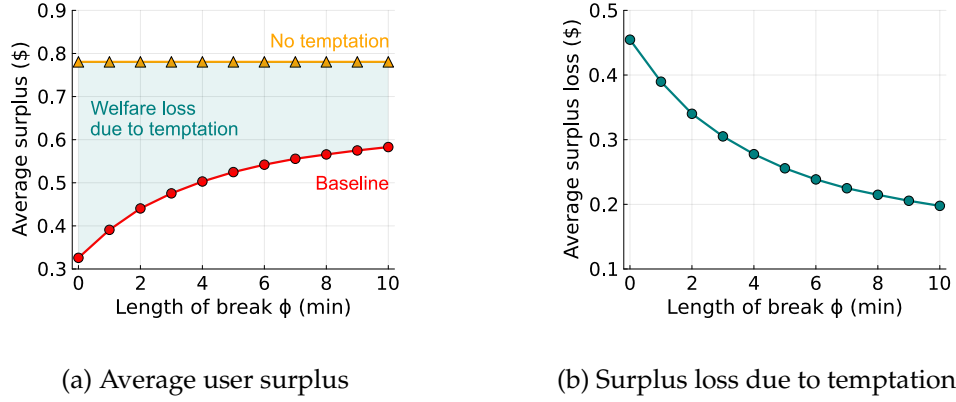 Average surplus ($)
0.9
0.8
0.7
0.6
0.5
0.4
0.3
No temptation
Welfare loss
due to temptation
Baseline
0 2 4 6 8 10
Length of break ϕ (min)
(a) Average user surplus
Average surplus loss ($)
0.5
0.4
0.3
0.2
0.1
0 2 4 6 8 10
Length of break ϕ (min)
(b) Surplus loss due to temptation